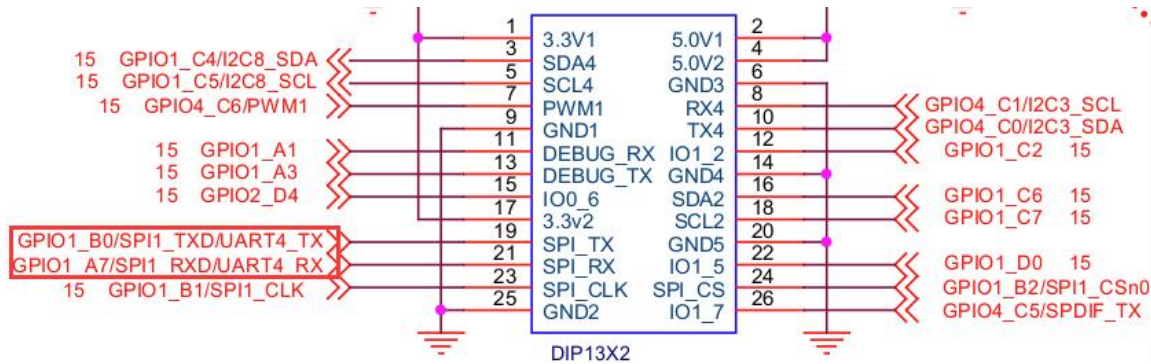 1 2
3.3V1 5.0V1
15 GPIO1_C4/I2C8_SDA 3 SDA4 5.0V2 4
15 GPIO1_C5/I2C8_SCL 5 SCL4 GND3 6
15 GPIO4_C6/PWM1 7 PWM1 RX4 8 GPIO4_C1/I2C3_SCL
9 GND1 TX4 10 GPIO4_C0/I2C3_SDA
15 GPIO1_A1 11 DEBUG_RX IO1_2 12 GPIO1_C2 15
15 GPIO1_A3 13 DEBUG_TX GND4 14
15 GPIO2_D4 15 IO0_6 SDA2 16 GPIO1_C6 15
17 3.3v2 SCL2 18 GPIO1_C7 15
GPIO1_B0/SPI1_TXD/UART4_TX 19 SPI_TX GND5 20
GPIO1_A7/SPI1_RXD/UART4_RX 21 SPI_RX IO1_5 22 GPIO1_D0 15
15 GPIO1_B1/SPI1_CLK 23 SPI_CLK SPI_CS 24 GPIO1_B2/SPI1_CSn0
25 GND2 IO1_7 26 GPIO4_C5/SPDIF_TX
DIP13X2